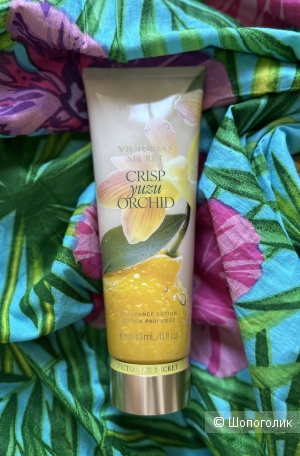 VICTORIA'S
SECRET
CRISP
yuzu
ORCHID
FRAGRANCE LOTION
LOTION PARFUMÉE
VICTORIA'S SECRET
© Шопоголик